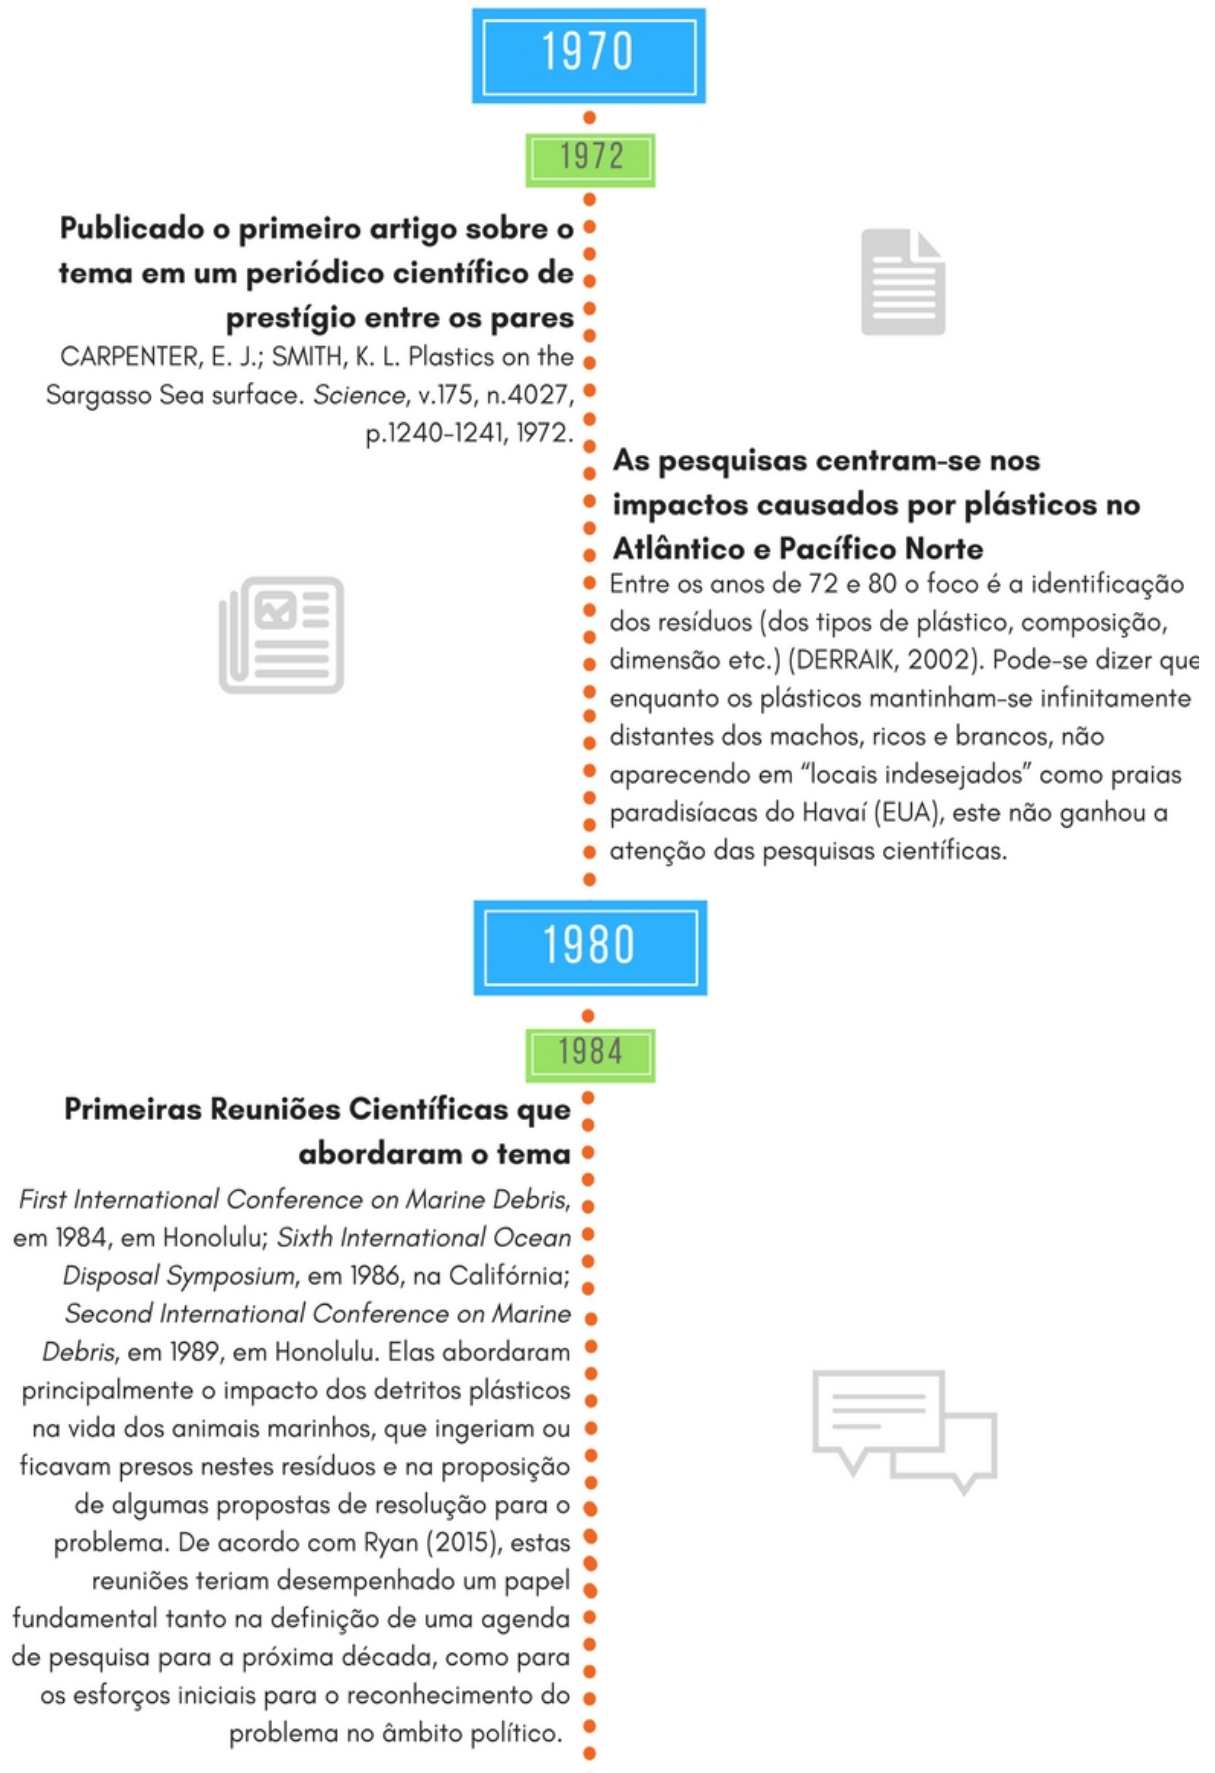 1970
1972
Publicado o primeiro artigo sobre o
tema em um periódico científico de
prestígio entre os pares
CARPENTER, E. J.; SMITH, K. L. Plastics on the
Sargasso Sea surface. Science, v.175, n.4027,
p.1240-1241, 1972.
As pesquisas centram-se nos
impactos causados por plásticos no
Atlântico e Pacífico Norte
Entre os anos de 72 e 80 o foco é a identificação
dos resíduos (dos tipos de plástico, composição,
dimensão etc.) (DERRAIK, 2002). Pode-se dizer que
enquanto os plásticos mantinham-se infinitamente
distantes dos machos, ricos e brancos, não
aparecendo em “locais indesejados” como praias
paradisíacas do Havaí (EUA), este não ganhou a
atenção das pesquisas científicas.
1980
1984
Primeiras Reuniões Científicas que
abordaram o tema
First International Conference on Marine Debris,
em 1984, em Honolulu; Sixth International Ocean
Disposal Symposium, em 1986, na Califórnia;
Second International Conference on Marine
Debris, em 1989, em Honolulu. Elas abordaram
principalmente o impacto dos detritos plásticos
na vida dos animais marinhos, que ingeriam ou
ficavam presos nestes resíduos e na proposição
de algumas propostas de resolução para o
problema. De acordo com Ryan (2015), estas
reuniões teriam desempenhado um papel
fundamental tanto na definição de uma agenda
de pesquisa para a próxima década, como para
os esforços iniciais para o reconhecimento do
problema no âmbito político.